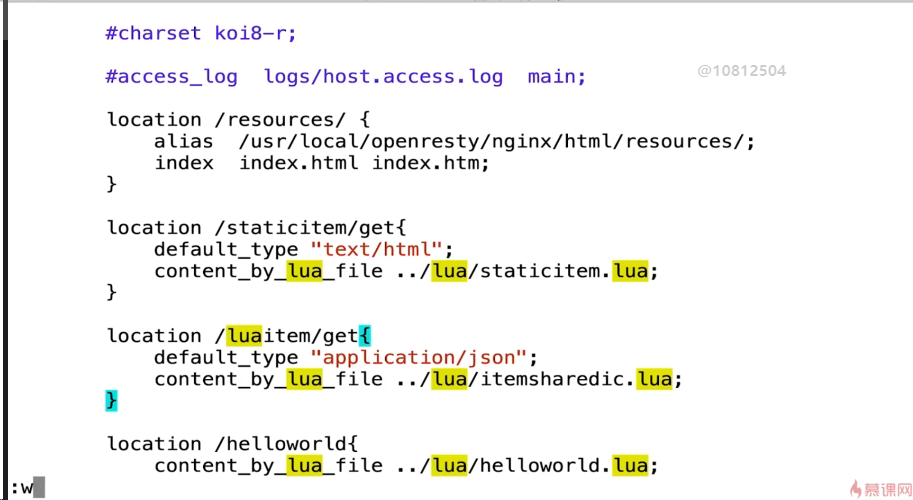 #charset koi8-r;
#access_log  logs/host.access.log  main;
@10812504
location /resources/ {
    alias  /usr/local/openresty/nginx/html/resources/;
    index  index.html index.htm;
}
location /staticitem/get{
    default_type "text/html";
    content_by_lua_file ../lua/staticitem.lua;
}
location /luaitem/get{
    default_type "application/json";
    content_by_lua_file ../lua/itemsharedic.lua;
}
location /helloworld{
    content_by_lua_file ../lua/helloworld.lua;
:w
慕课网